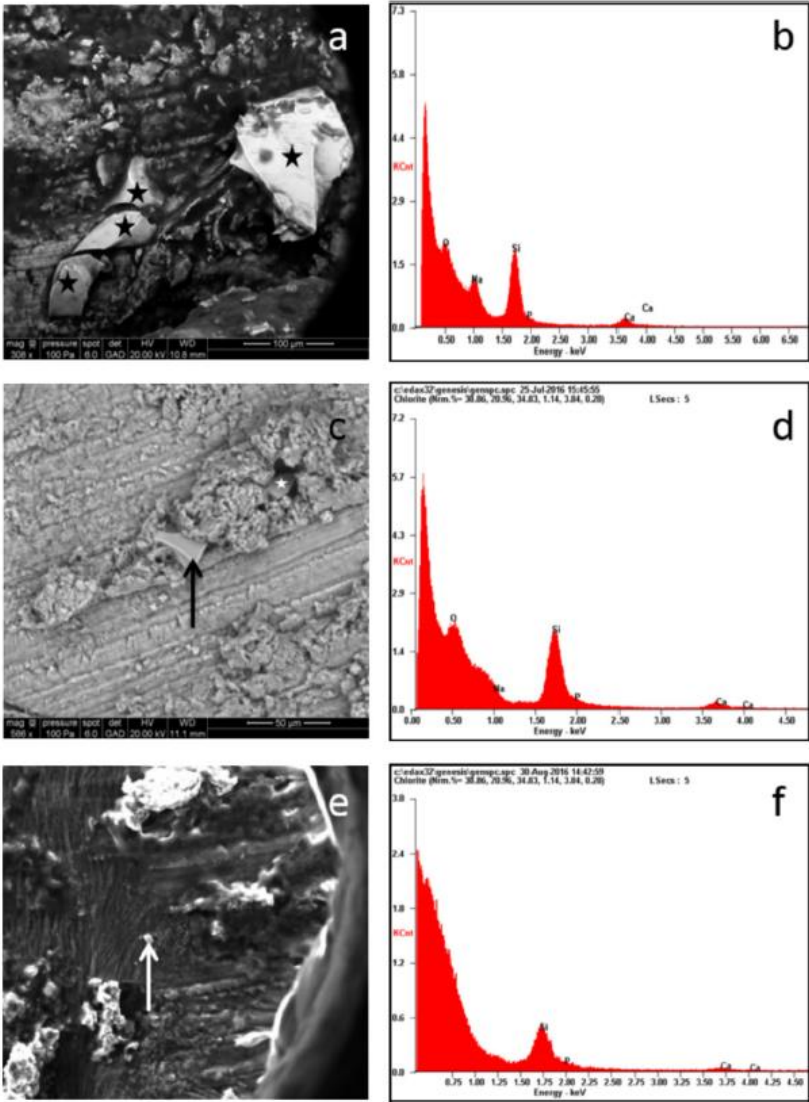 a
mag pressure spot det HV WD
308 x 100 Pa 6.0 GAD 20.00 kV 10.8 mm
100 µm
b
7.3
5.8
4.4
KCnt
2.9
1.5
0.0
O
Na
Si
P
Ca
Ca
0.50 1.00 1.50 2.00 2.50 3.00 3.50 4.00 4.50 5.00 5.50 6.00 6.50
Energy - keV
c
mag pressure spot det HV WD
566 x 100 Pa 6.0 GAD 20.00 kV 11.1 mm
50 µm
c:\edax32\genesis\genspc.spc 25-Jul-2016 15:45:55
Chlorite (Nrm.%= 38.86, 20.96, 34.83, 1.14, 3.84, 0.28) LSecs : 5
d
7.2
5.7
4.3
KCnt
2.9
1.4
0.0
O
Na
Si
P
Ca
Ca
0.00 0.50 1.00 1.50 2.00 2.50 3.00 3.50 4.00 4.50
Energy - keV
e
c:\edax32\genesis\genspc.spc 30-Aug-2016 14:42:59
Chlorite (Nrm.%= 38.86, 20.96, 34.83, 1.14, 3.84, 0.28) LSecs : 5
f
3.0
2.4
1.8
KCnt
1.2
0.6
0.0
P
Ca
Ca
0.75 1.00 1.25 1.50 1.75 2.00 2.25 2.50 2.75 3.00 3.25 3.50 3.75 4.00 4.25 4.50
Energy - keV